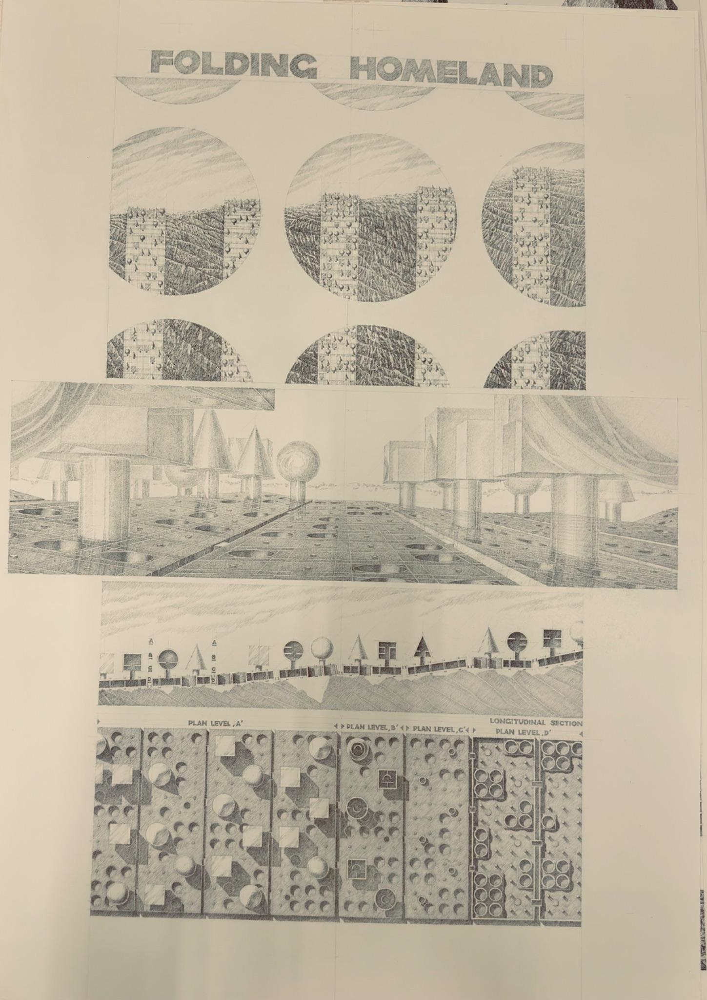 FOLDING HOMELAND
A A
B B
C C
D D
LONGITUDINAL SECTION
PLAN LEVEL ,A' PLAN LEVEL ,B' PLAN LEVEL ,C' PLAN LEVEL ,D'